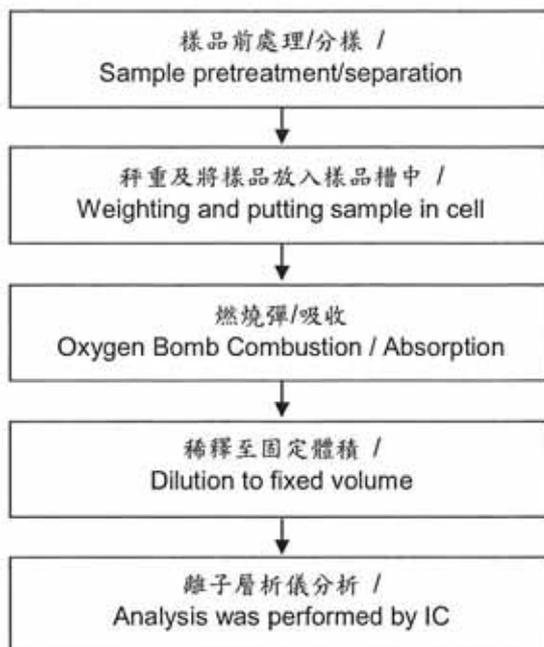 樣品前處理/分樣 /
Sample pretreatment/separation
秤重及將樣品放入樣品槽中 /
Weighting and putting sample in cell
燃燒彈/吸收
Oxygen Bomb Combustion / Absorption
稀釋至固定體積 /
Dilution to fixed volume
離子層析儀分析 /
Analysis was performed by IC